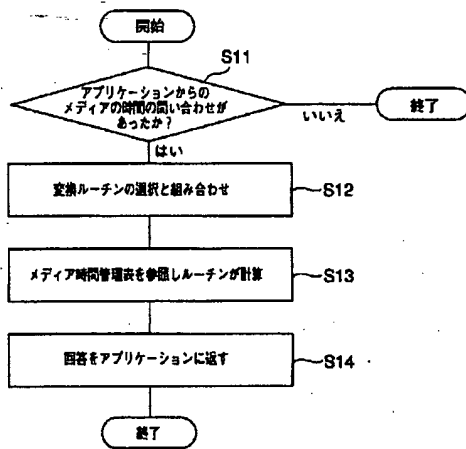 開始
S11
アプリケーションからの
メディアの時間の問い合わせが
あったか?
いいえ
終了
はい
変換ルーチンの選択と組み合わせ
S12
メディア時間管理表を参照しルーチンが計算
S13
回答をアプリケーションに返す
S14
終了